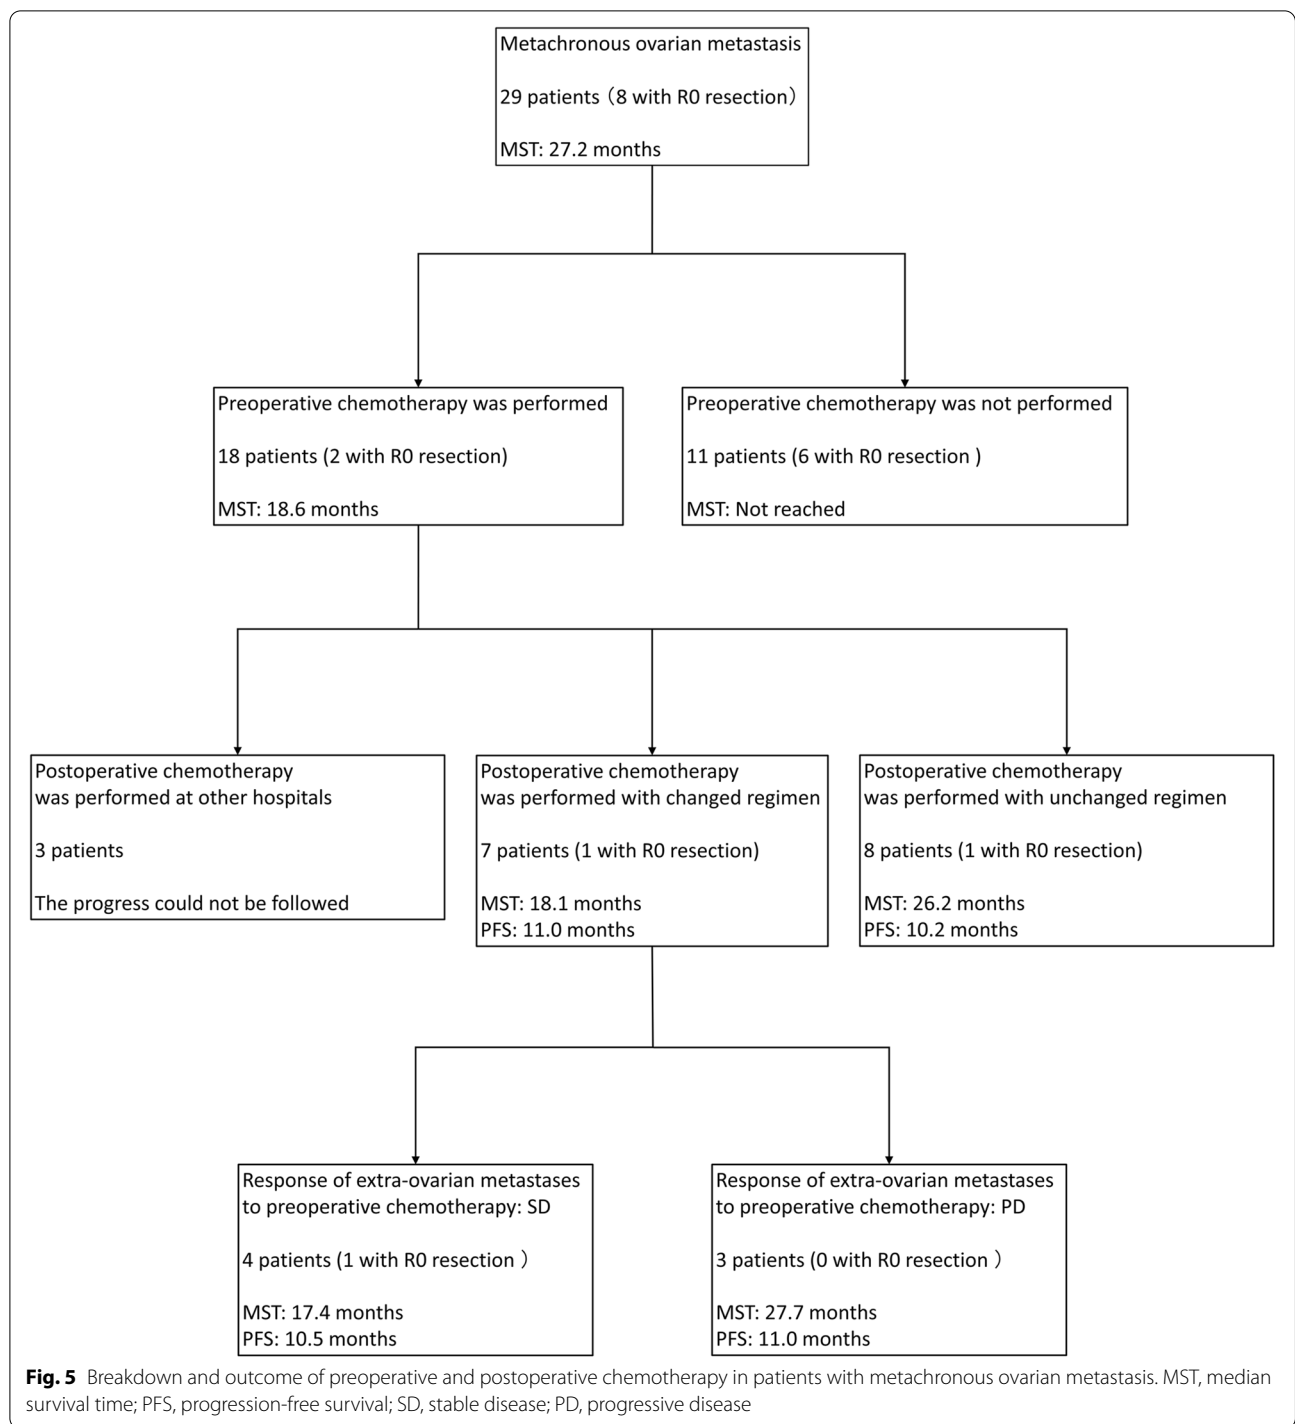 Metachronous ovarian metastasis
29 patients（8 with R0 resection）
MST: 27.2 months
Preoperative chemotherapy was performed
18 patients (2 with R0 resection)
MST: 18.6 months
Preoperative chemotherapy was not performed
11 patients (6 with R0 resection )
MST: Not reached
Postoperative chemotherapy
was performed at other hospitals
3 patients
The progress could not be followed
Postoperative chemotherapy
was performed with changed regimen
7 patients (1 with R0 resection)
MST: 18.1 months
PFS: 11.0 months
Postoperative chemotherapy
was performed with unchanged regimen
8 patients (1 with R0 resection)
MST: 26.2 months
PFS: 10.2 months
Response of extra-ovarian metastases
to preoperative chemotherapy: SD
4 patients (1 with R0 resection ）
MST: 17.4 months
PFS: 10.5 months
Response of extra-ovarian metastases
to preoperative chemotherapy: PD
3 patients (0 with R0 resection ）
MST: 27.7 months
PFS: 11.0 months
Fig. 5 Breakdown and outcome of preoperative and postoperative chemotherapy in patients with metachronous ovarian metastasis. MST, median
survival time; PFS, progression-free survival; SD, stable disease; PD, progressive disease